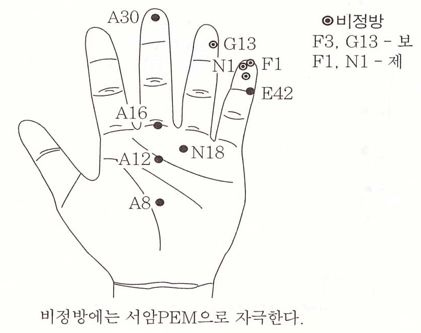 A30
◉비정방
G13
F3, G13 - 보
N1 F1
F1, N1 - 제
E42
A16
N18
A12
A8
비정방에는 서암PEM으로 자극한다.